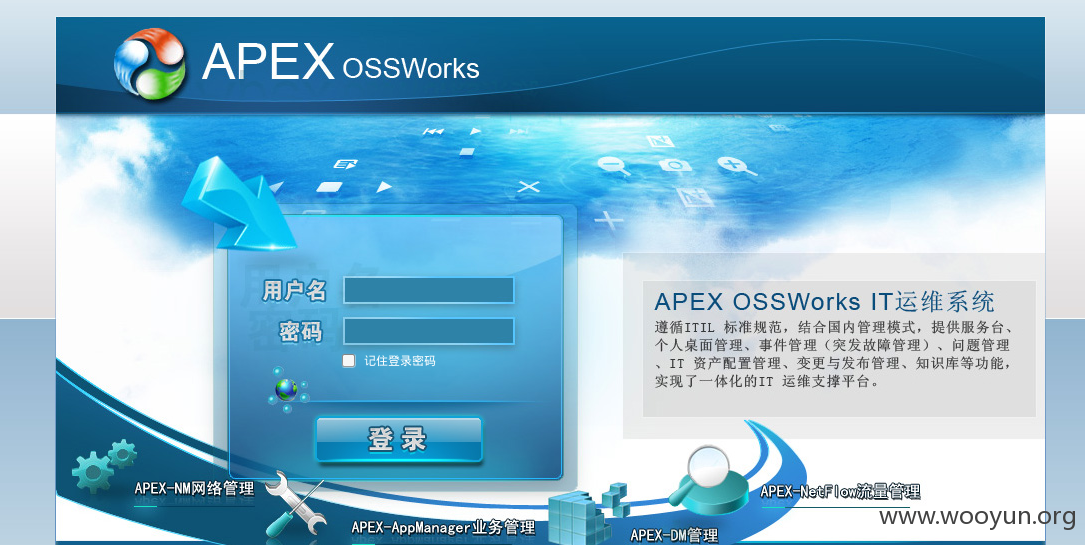 APEX OSSWorks
用户名
密码
记住登录密码
登录
APEX OSSWorks IT运维系统
遵循ITIL 标准规范，结合国内管理模式，提供服务台、
个人桌面管理、事件管理（突发故障管理）、问题管理
、IT 资产配置管理、变更与发布管理、知识库等功能，
实现了一体化的IT 运维支撑平台。
APEX-NM网络管理
APEX-AppManager业务管理
APEX-DM管理
APEX-NetFlow流量管理
www.wooyun.org